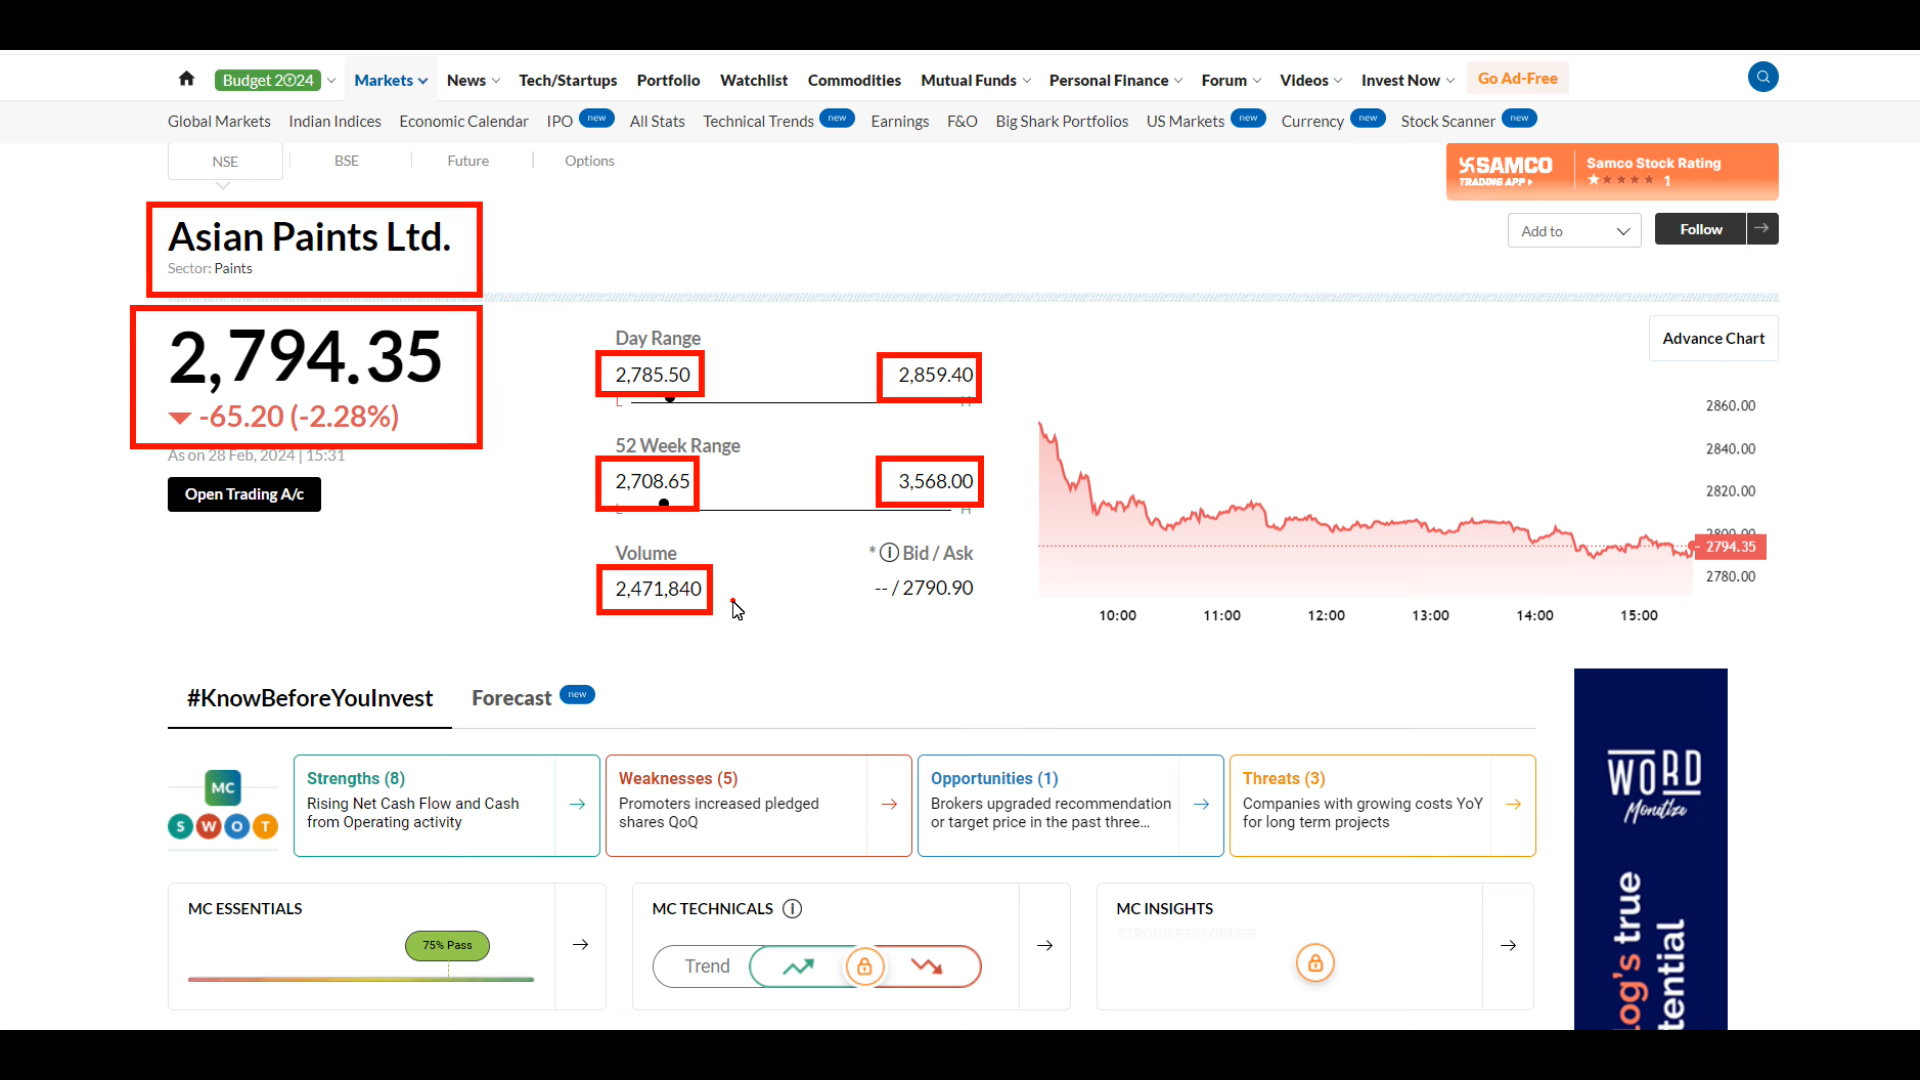 Budget 2024 Markets News Tech/Startups Portfolio Watchlist Commodities Mutual Funds Personal Finance Forum Videos Invest Now Go Ad-Free
Global Markets Indian Indices Economic Calendar IPO new All Stats Technical Trends new Earnings F&O Big Shark Portfolios US Markets new Currency new Stock Scanner new
NSE BSE Future Options
SAMCO
TRADING APP
Samco Stock Rating
1
Asian Paints Ltd.
Sector: Paints
Add to
Follow
2,794.35
-65.20 (-2.28%)
As on 28 Feb, 2024 | 15:31
Open Trading A/c
Day Range
2,785.50 2,859.40
L H
52 Week Range
2,708.65 3,568.00
L H
Volume
2,471,840
* Bid / Ask
-- / 2790.90
Advance Chart
2860.00
2840.00
2820.00
2800.00
2794.35
2780.00
10:00 11:00 12:00 13:00 14:00 15:00
#KnowBeforeYouInvest Forecast new
MC
S W O T
Strengths (8)
Rising Net Cash Flow and Cash
from Operating activity
Weaknesses (5)
Promoters increased pledged
shares QoQ
Opportunities (1)
Brokers upgraded recommendation
or target price in the past three...
Threats (3)
Companies with growing costs YoY
for long term projects
MC ESSENTIALS
75% Pass
MC TECHNICALS
Trend
MC INSIGHTS
STRONG PERFORMER
WORD
Monetize
log's true
tential